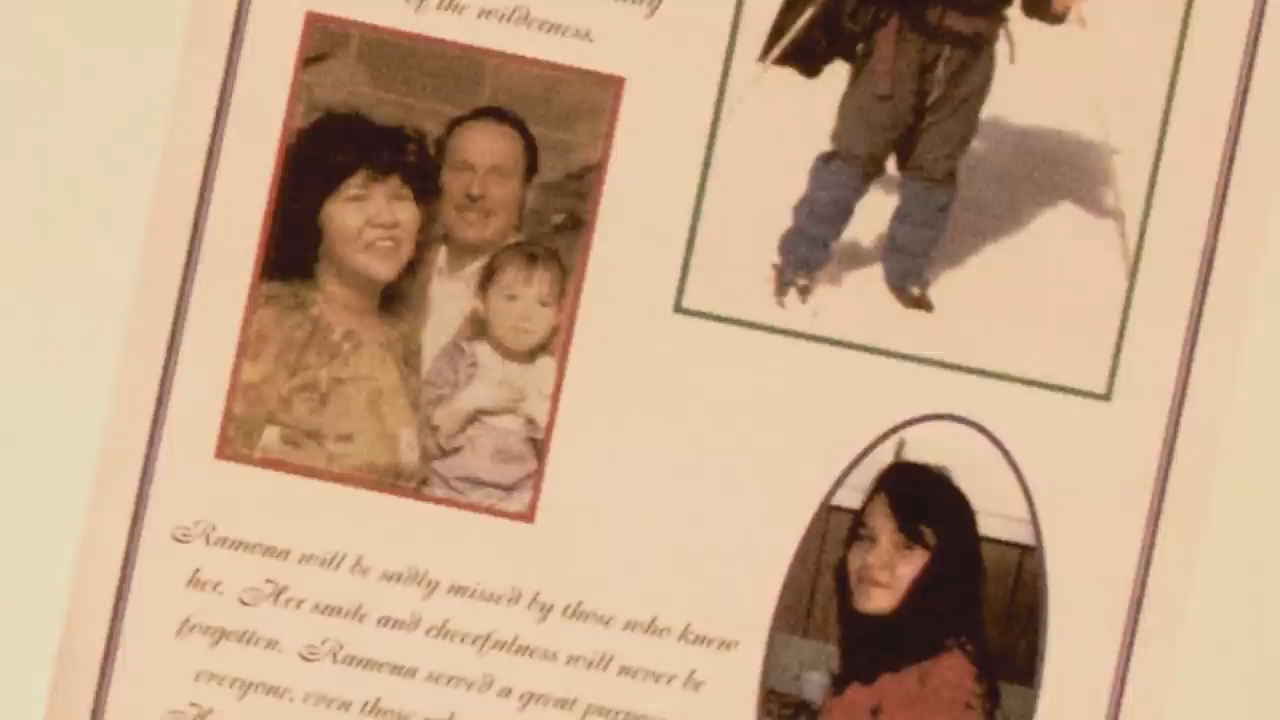 of the wilderness.
Ramona will be sadly missed by those who knew
her. Her smile and cheerfulness will never be
forgotten. Ramona served a great
everyone, even those